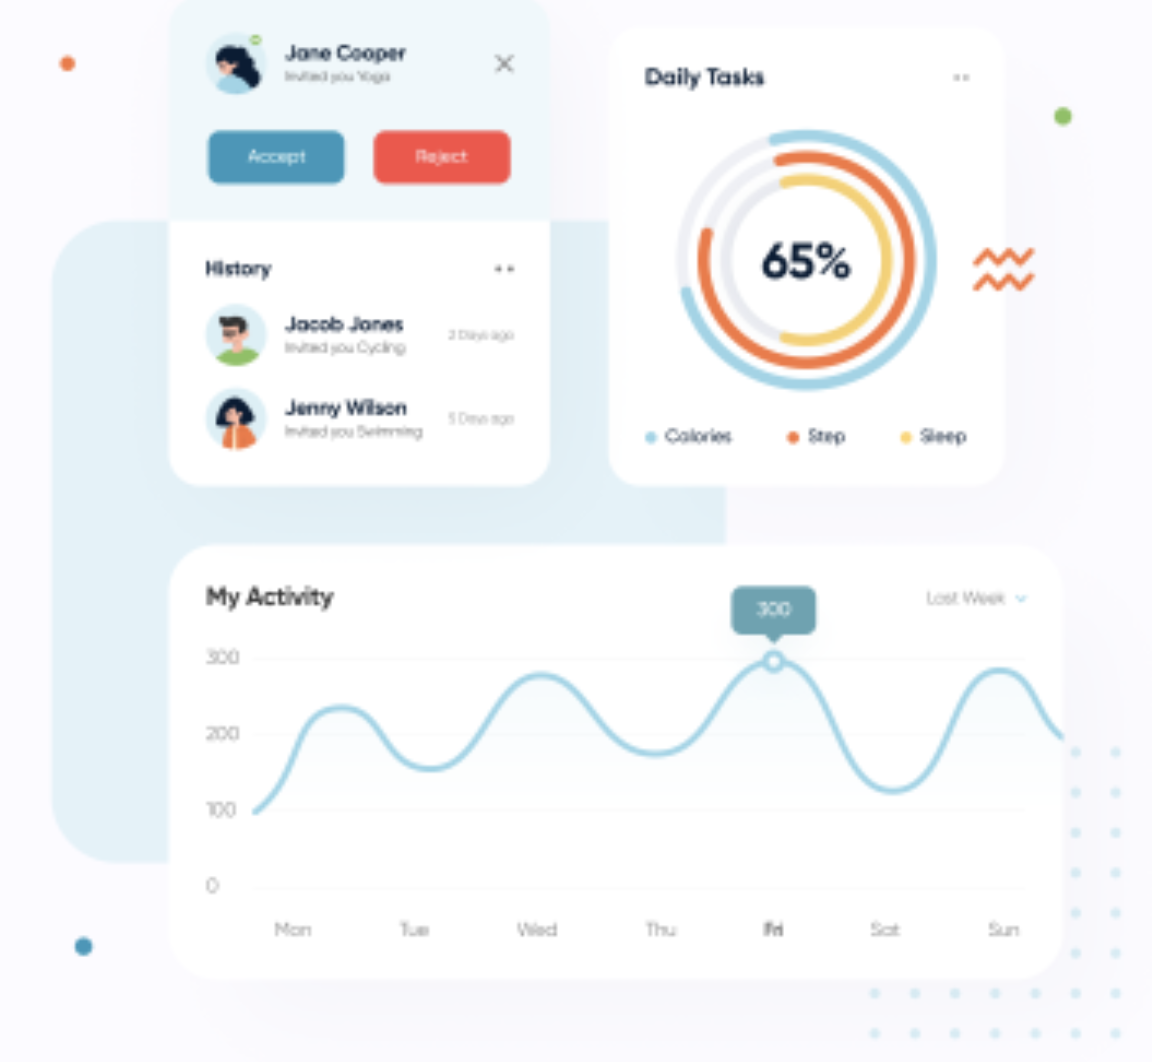 Jane Cooper
Invited you Yoga
Accept
Reject
History
Jacob Jones
Invited you Cycling
2 Days ago
Jenny Wilson
Invited you Swimming
5 Days ago
Daily Tasks
65%
Calories
Step
Sleep
My Activity
Last Week
300
300
200
100
0
Mon
Tue
Wed
Thu
Fri
Sat
Sun